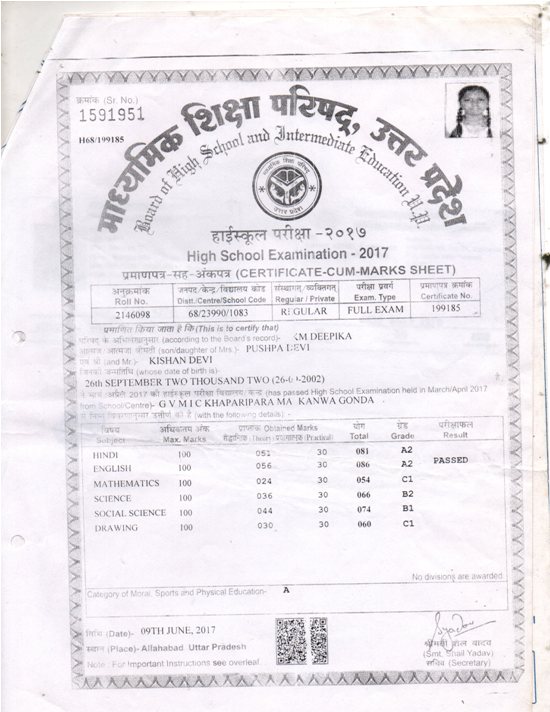 क्रमांक (Sr. No.)
1591951
H68/199185
माध्यमिक शिक्षा परिषद्, उत्तर प्रदेश
Board of High School and Intermediate Education U.P.
हाईस्कूल परीक्षा -२०१७
High School Examination - 2017
प्रमाणपत्र-सह-अंकपत्र (CERTIFICATE-CUM-MARKS SHEET)
अनुक्रमांक जनपद/केन्द्र/विद्यालय कोड संस्थागत/व्यक्तिगत परीक्षा प्रवर्ग प्रमाणपत्र क्रमांक
Roll No. Distt./Centre/School Code Regular / Private Exam. Type Certificate No.
2146098 68/23990/1083 REGULAR FULL EXAM 199185
प्रमाणित किया जाता है कि (This is to certify that)
परिषद के अभिलेखानुसार (according to the Board's record)- KM DEEPIKA
आत्मज/आत्मजा श्रीमती (son/daughter of Mrs.)- PUSHPA DEVI
एवं श्री (and Mr.)- KISHAN DEVI
जिनकी जन्मतिथि (whose date of birth is)-
26th SEPTEMBER TWO THOUSAND TWO (26- -2002)
ने मार्च/अप्रैल 2017 की हाईस्कूल परीक्षा विद्यालय/केन्द्र (has passed High School Examination held in March/April 2017
from School/Centre)- G V M I C KHAPARIPARA MA KANWA GONDA
से निम्न विवरणानुसार उत्तीर्ण की है (with the following details) -
विषय अधिकतम अंक प्राप्तांक Obtained Marks योग ग्रेड परीक्षाफल
Subject Max. Marks सैद्धान्तिक (Theory) प्रयोगात्मक (Practical) Total Grade Result
HINDI 100 051 30 081 A2
ENGLISH 100 056 30 086 A2 PASSED
MATHEMATICS 100 024 30 054 C1
SCIENCE 100 036 30 066 B2
SOCIAL SCIENCE 100 044 30 074 B1
DRAWING 100 030 30 060 C1
No divisions are awarded
Category of Moral, Sports and Physical Education- A
तिथि (Date)- 09TH JUNE, 2017
स्थान (Place)- Allahabad Uttar Pradesh
Note : For Important Instructions see overleaf
श्रीमती शैल यादव
(Smt. Shail Yadav)
सचिव (Secretary)